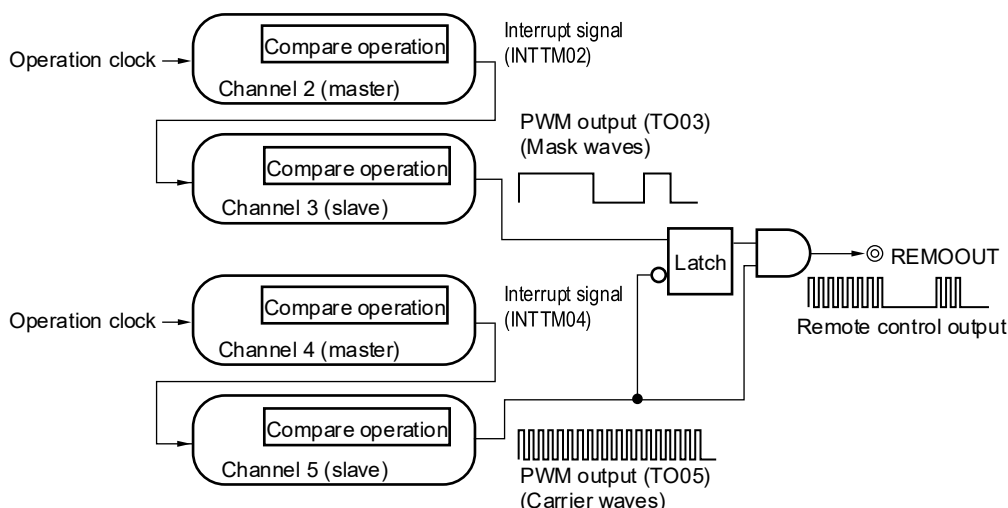 Operation clock
Compare operation
Channel 2 (master)
Interrupt signal
(INTTM02)
Compare operation
Channel 3 (slave)
PWM output (TO03)
(Mask waves)
Latch
REMOOUT
Remote control output
Operation clock
Compare operation
Channel 4 (master)
Interrupt signal
(INTTM04)
Compare operation
Channel 5 (slave)
PWM output (TO05)
(Carrier waves)